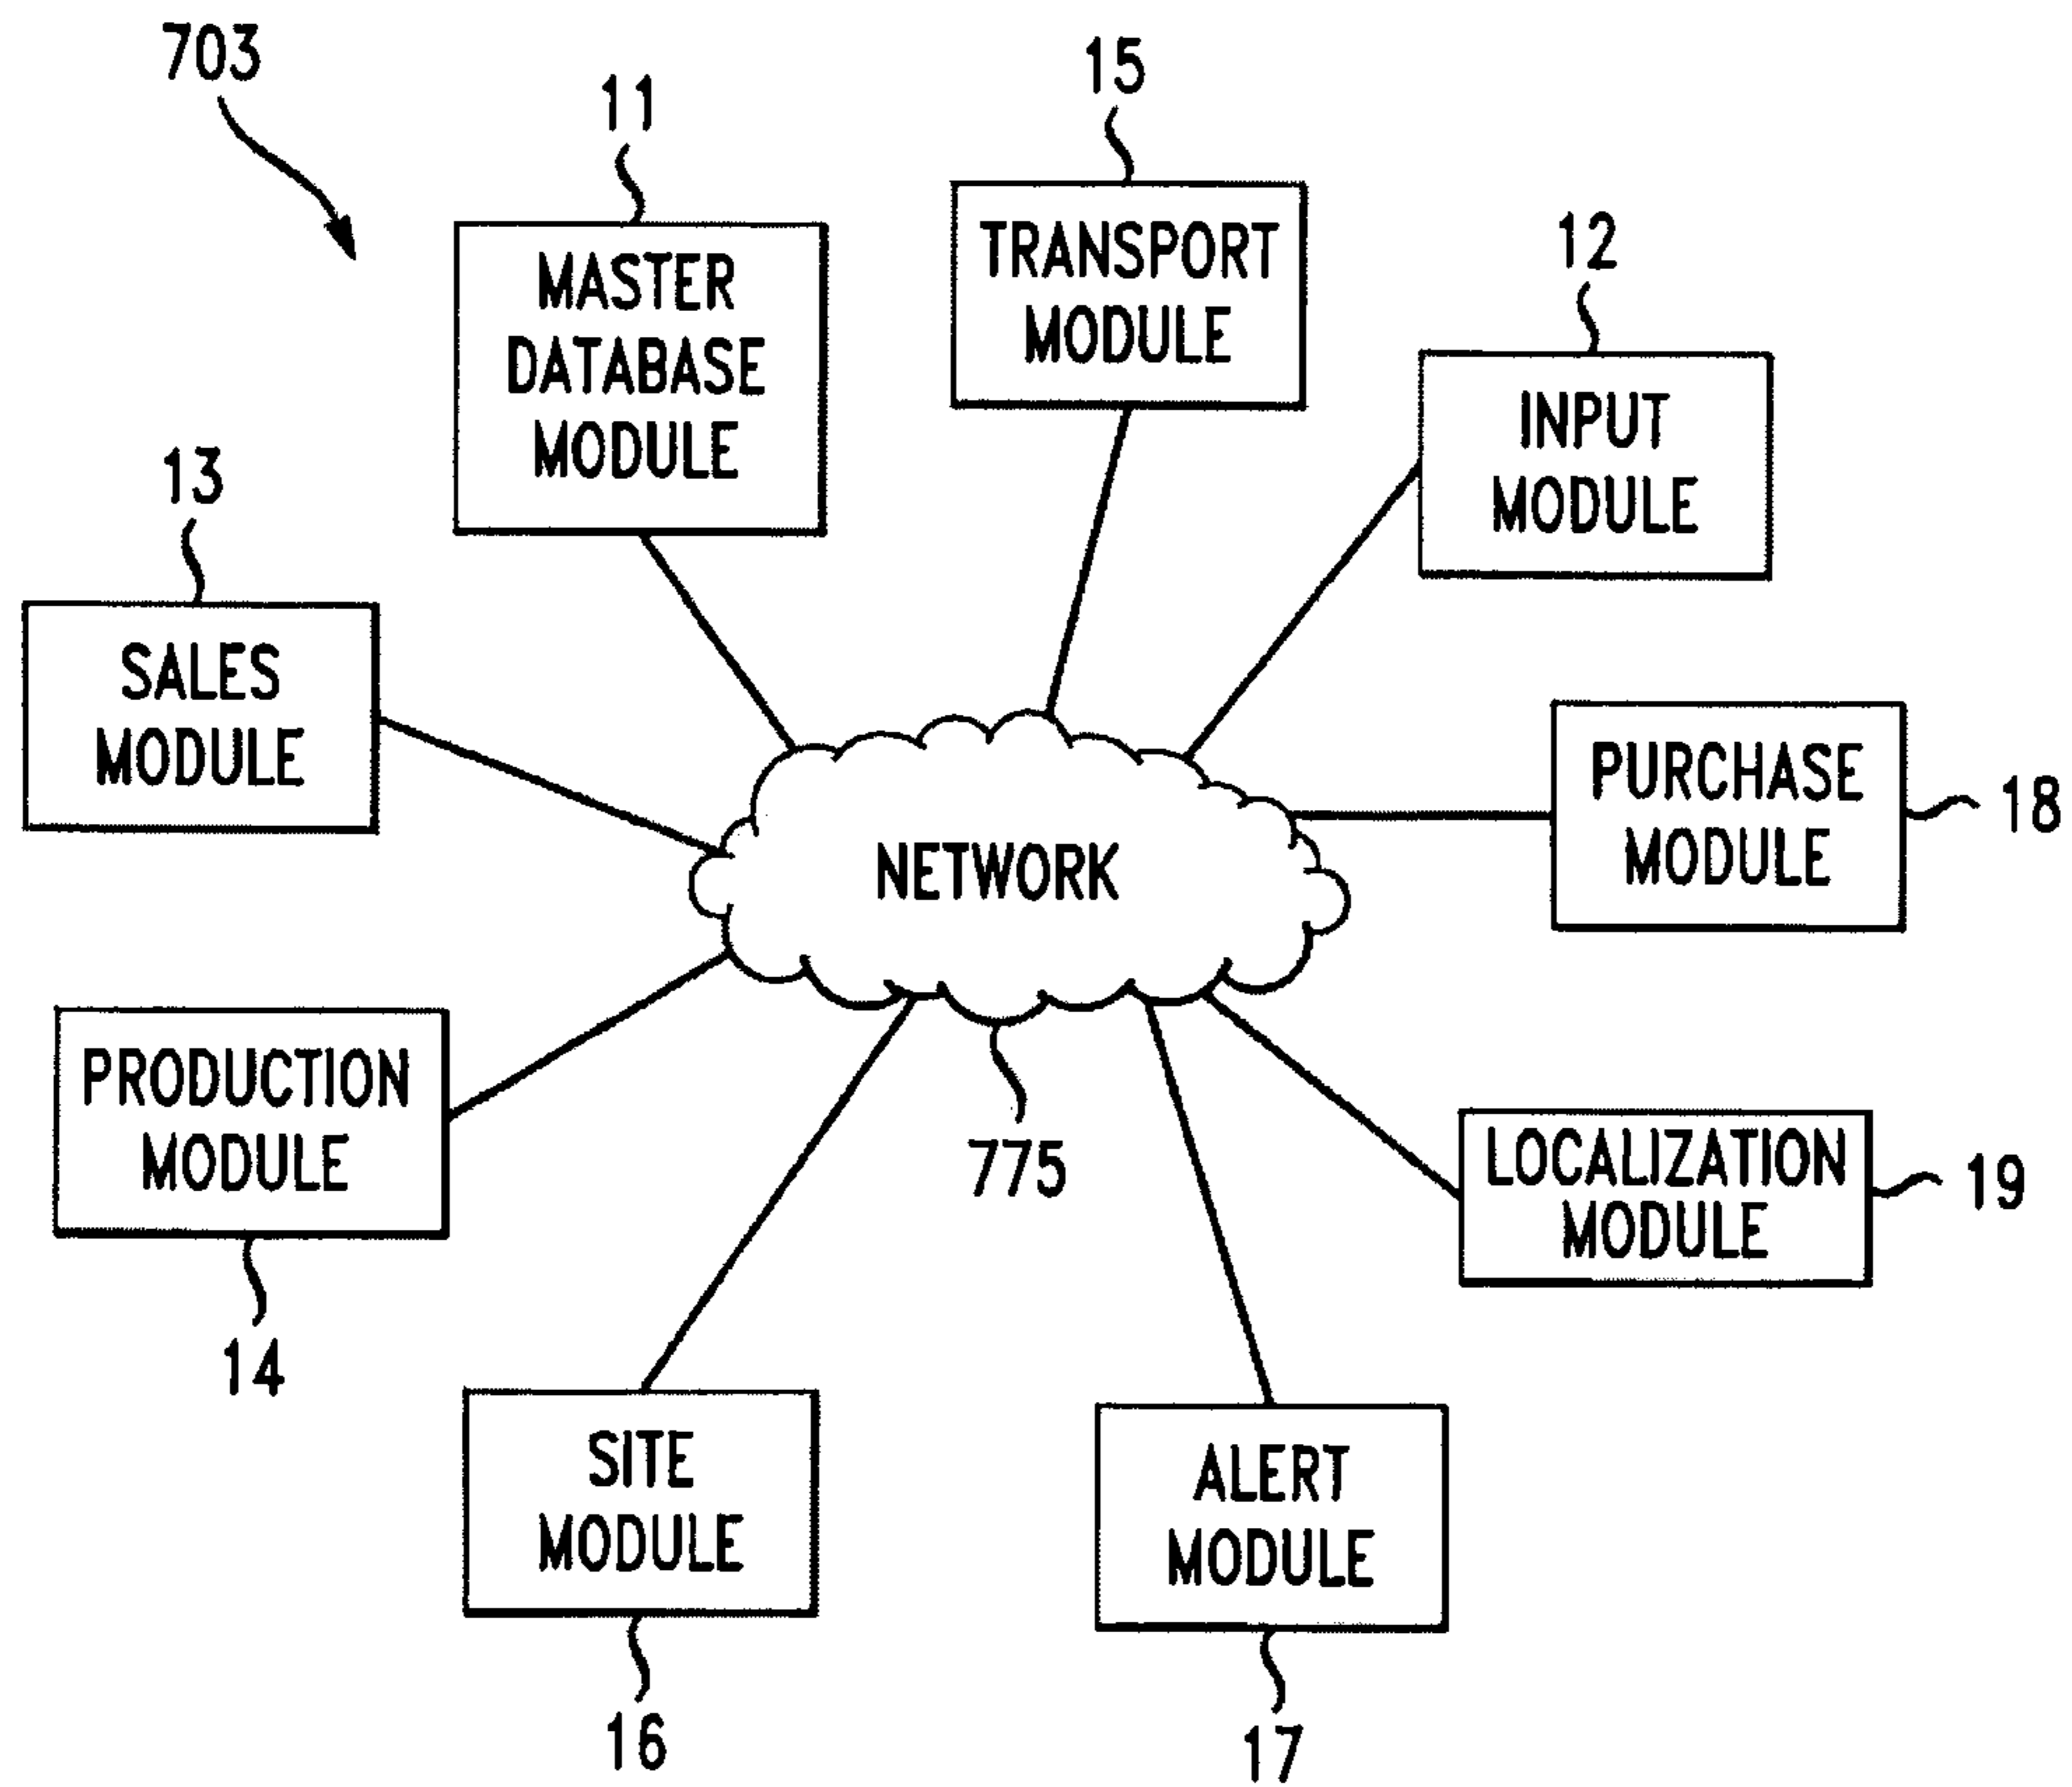 703
11
15
12
MASTER
DATABASE
MODULE
TRANSPORT
MODULE
INPUT
MODULE
13
SALES
MODULE
PURCHASE
MODULE
18
NETWORK
PRODUCTION
MODULE
14
775
LOCALIZATION
MODULE
19
SITE
MODULE
16
ALERT
MODULE
17